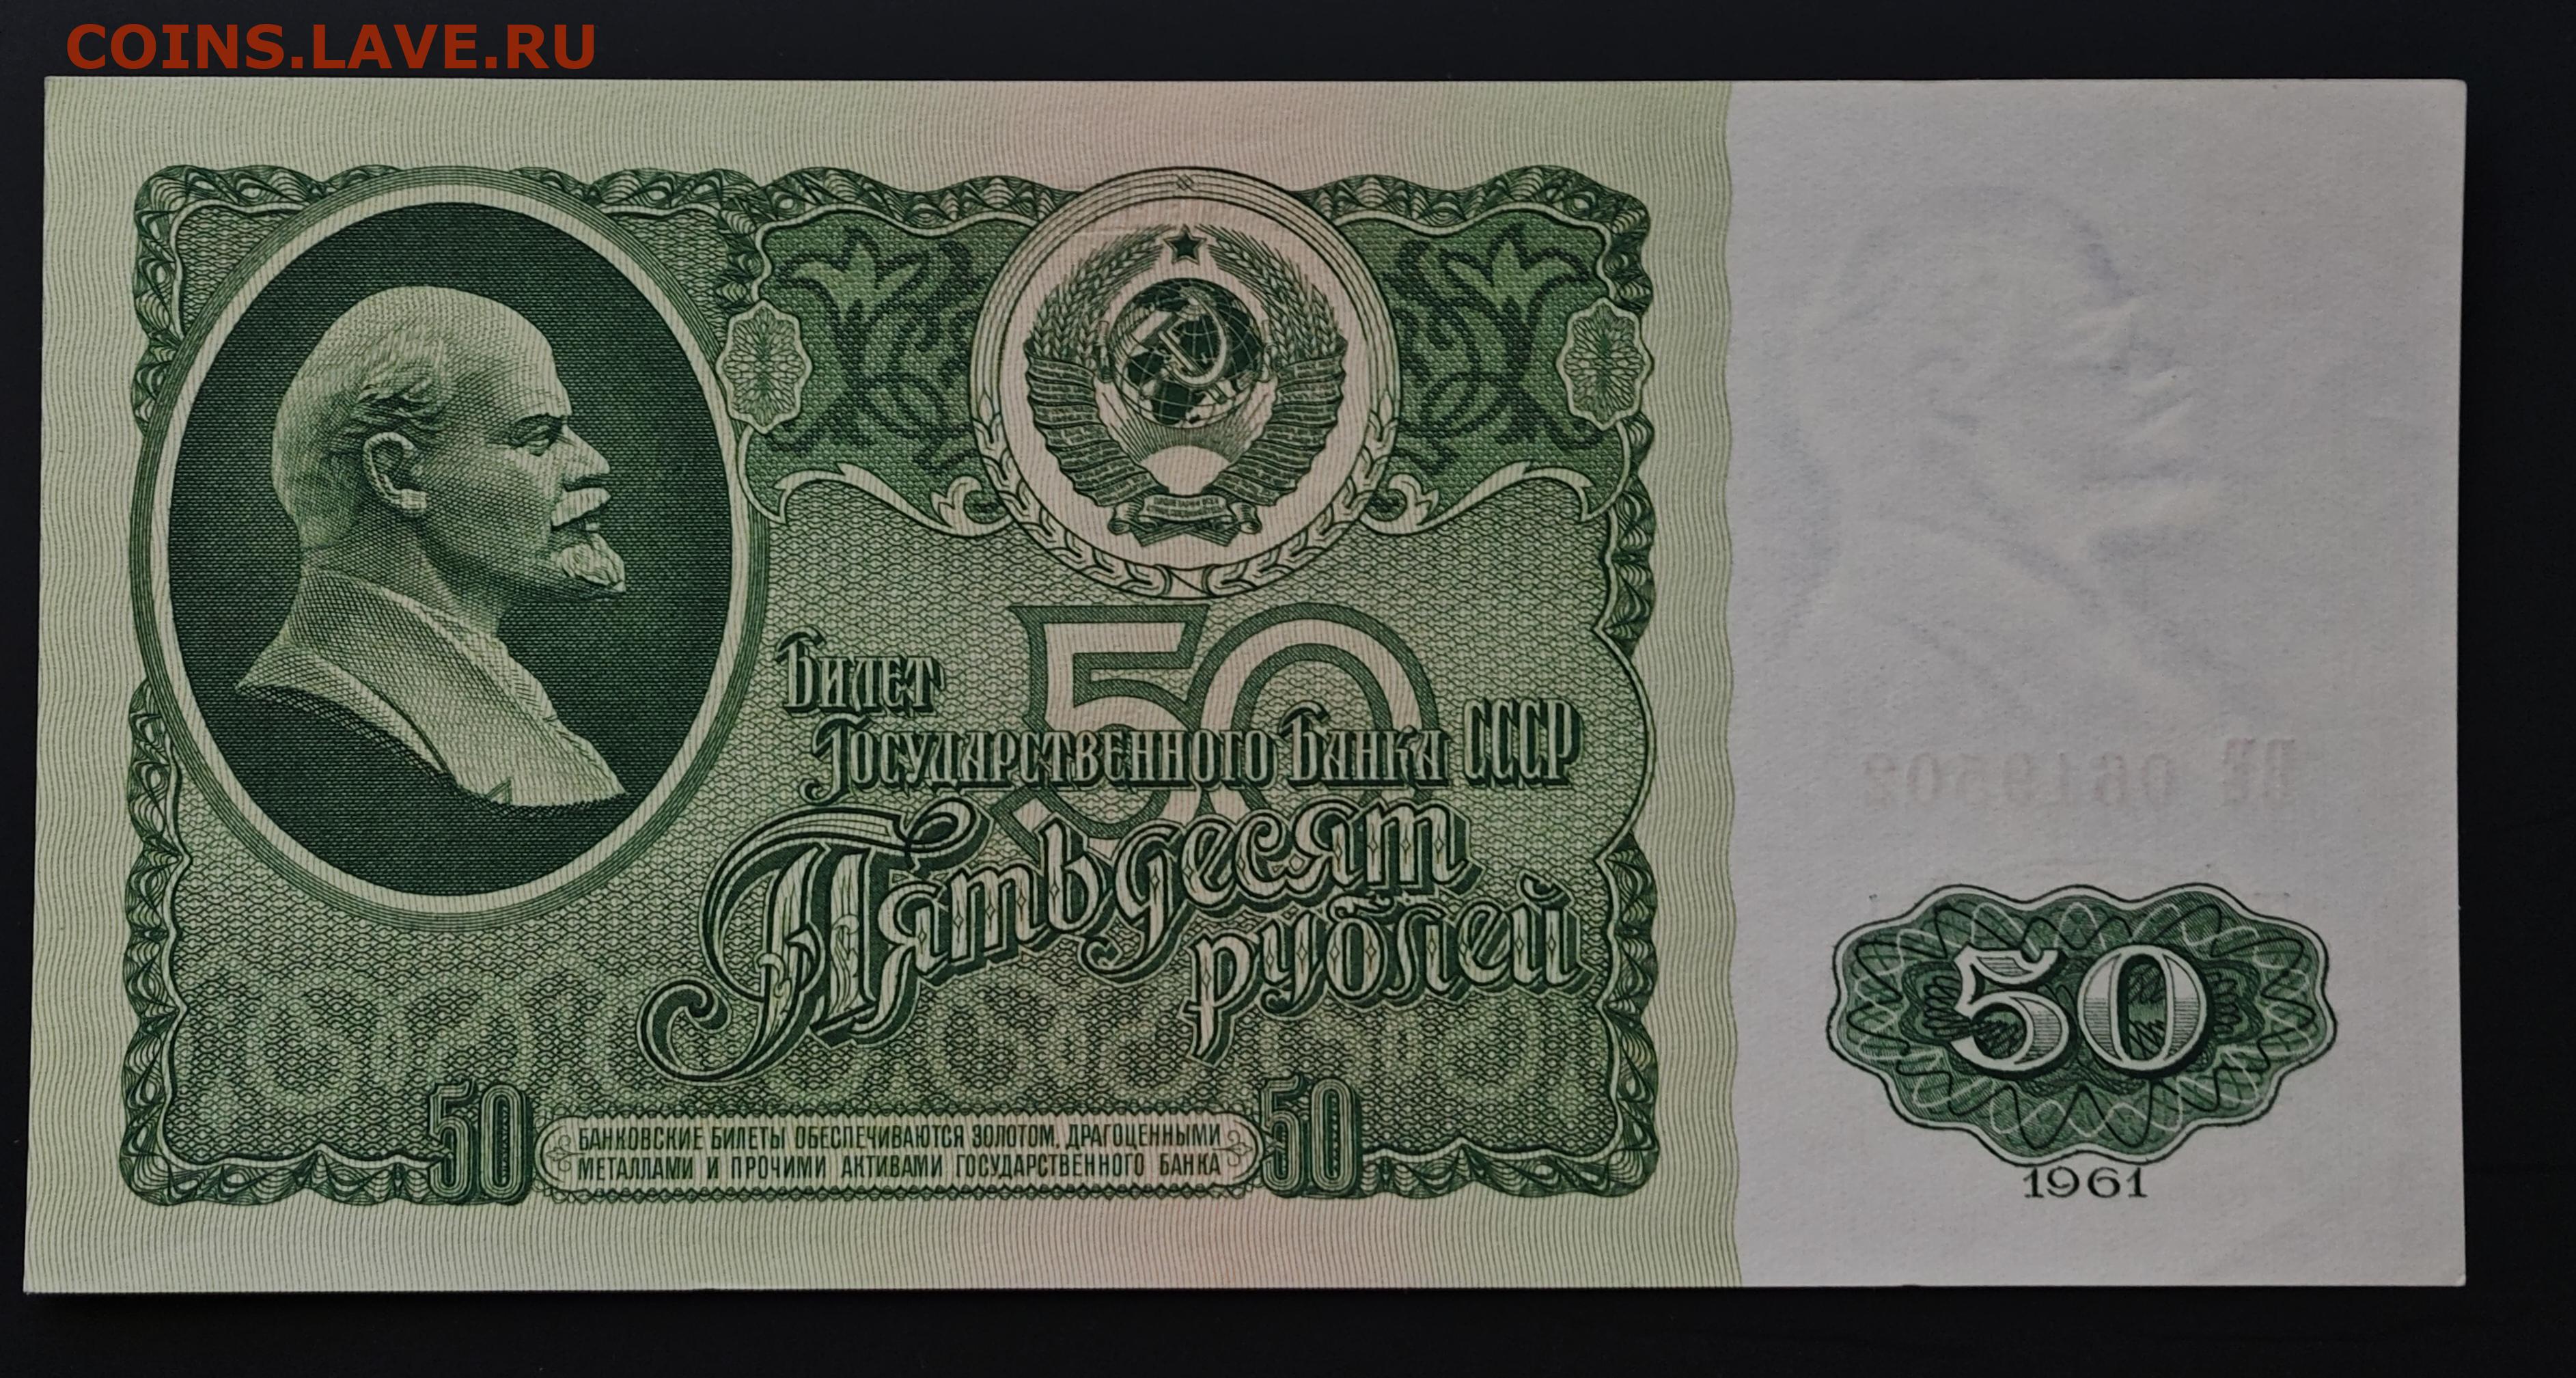 COINS.LAVE.RU
50
Билет
Государственного Банка СССР
Пятьдесят
рублей
50
50
БАНКОВСКИЕ БИЛЕТЫ ОБЕСПЕЧИВАЮТСЯ ЗОЛОТОМ, ДРАГОЦЕННЫМИ
МЕТАЛЛАМИ И ПРОЧИМИ АКТИВАМИ ГОСУДАРСТВЕННОГО БАНКА
50
1961